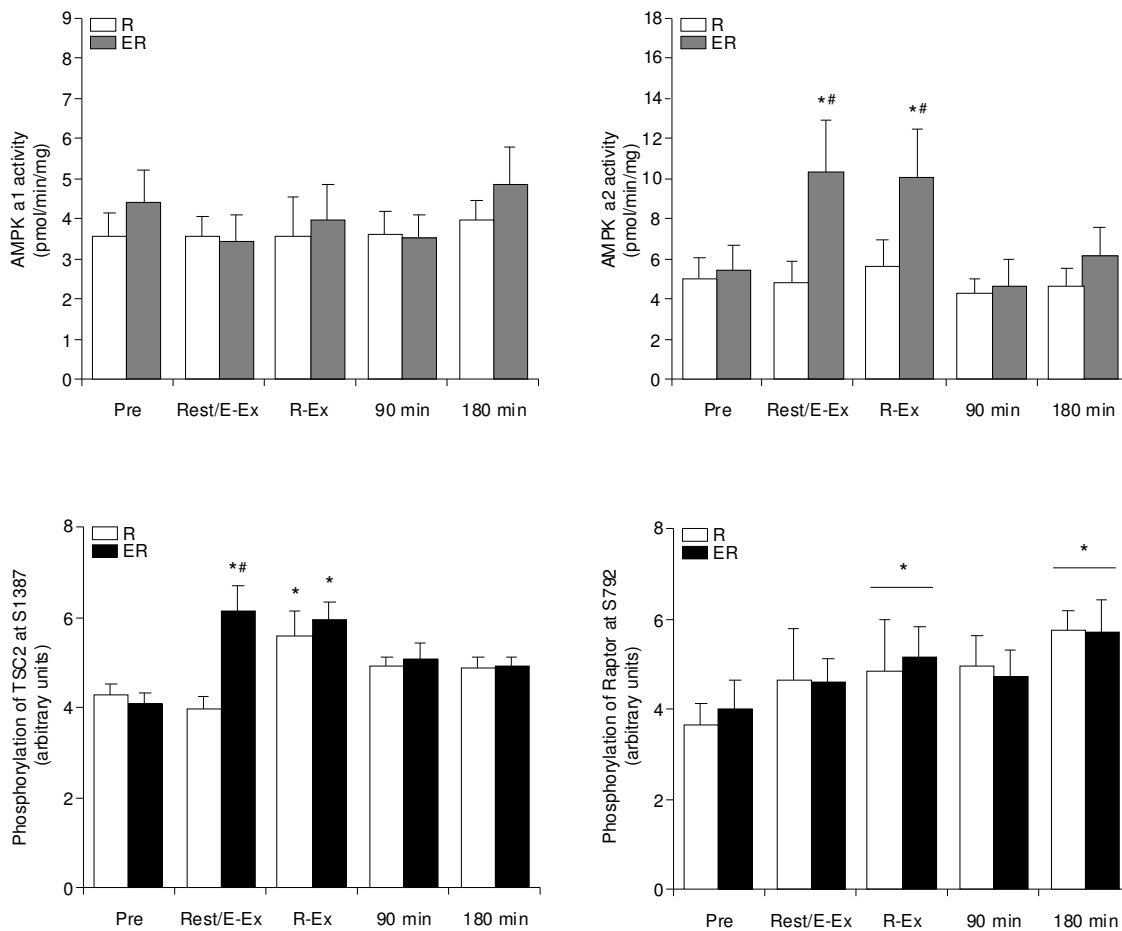 9
8
7
6
5
4
3
2
1
0
R
ER
AMPK a1 activity
(pmol/min/mg)
Pre Rest/E-Ex R-Ex 90 min 180 min
18
16
14
12
10
8
6
4
2
0
R
ER
*# *#
AMPK a2 activity
(pmol/min/mg)
Pre Rest/E-Ex R-Ex 90 min 180 min
8
6
4
2
0
R
ER
*# * *
Phosphorylation of TSC2 at S1387
(arbitrary units)
Pre Rest/E-Ex R-Ex 90 min 180 min
8
6
4
2
0
R
ER
* *
Phosphorylation of Raptor at S792
(arbitrary units)
Pre Rest/E-Ex R-Ex 90 min 180 min